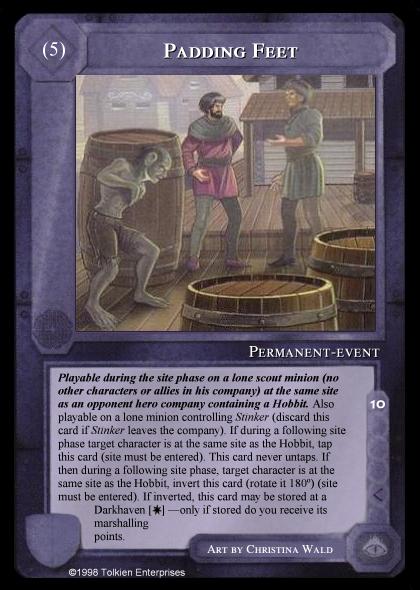 (5)
PADDING FEET
PERMANENT-EVENT
Playable during the site phase on a lone scout minion (no
other characters or allies in his company) at the same site
as an opponent hero company containing a Hobbit. Also
playable on a lone minion controlling Stinker (discard this
card if Stinker leaves the company). If during a following site
phase target character is at the same site as the Hobbit, tap
this card (site must be entered). This card never untaps. If
then during a following site phase, target character is at the
same site as the Hobbit, invert this card (rotate it 180º) (site
must be entered). If inverted, this card may be stored at a
Darkhaven [✷] —only if stored do you receive its
marshalling
points.
10
ART BY CHRISTINA WALD
©1998 Tolkien Enterprises